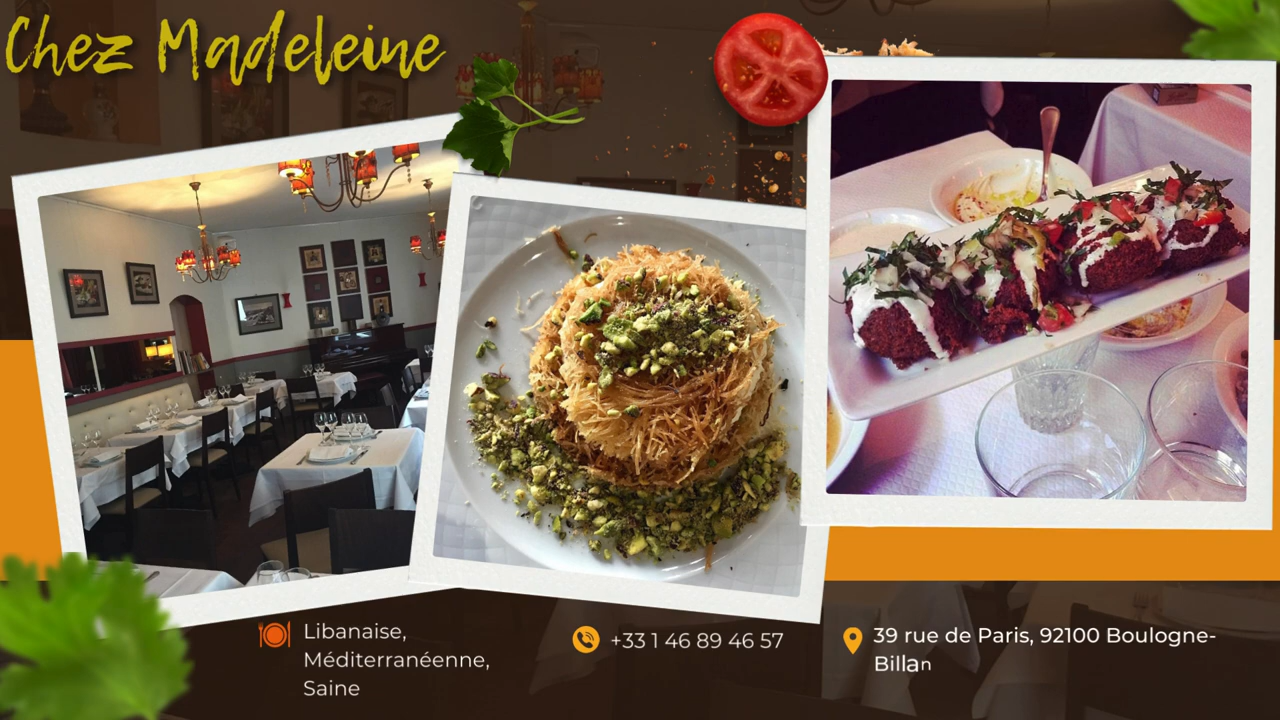 Chez Madeleine
Libanaise,
Méditerranéenne,
Saine
+33 1 46 89 46 57
39 rue de Paris, 92100 Boulogne-
Billan